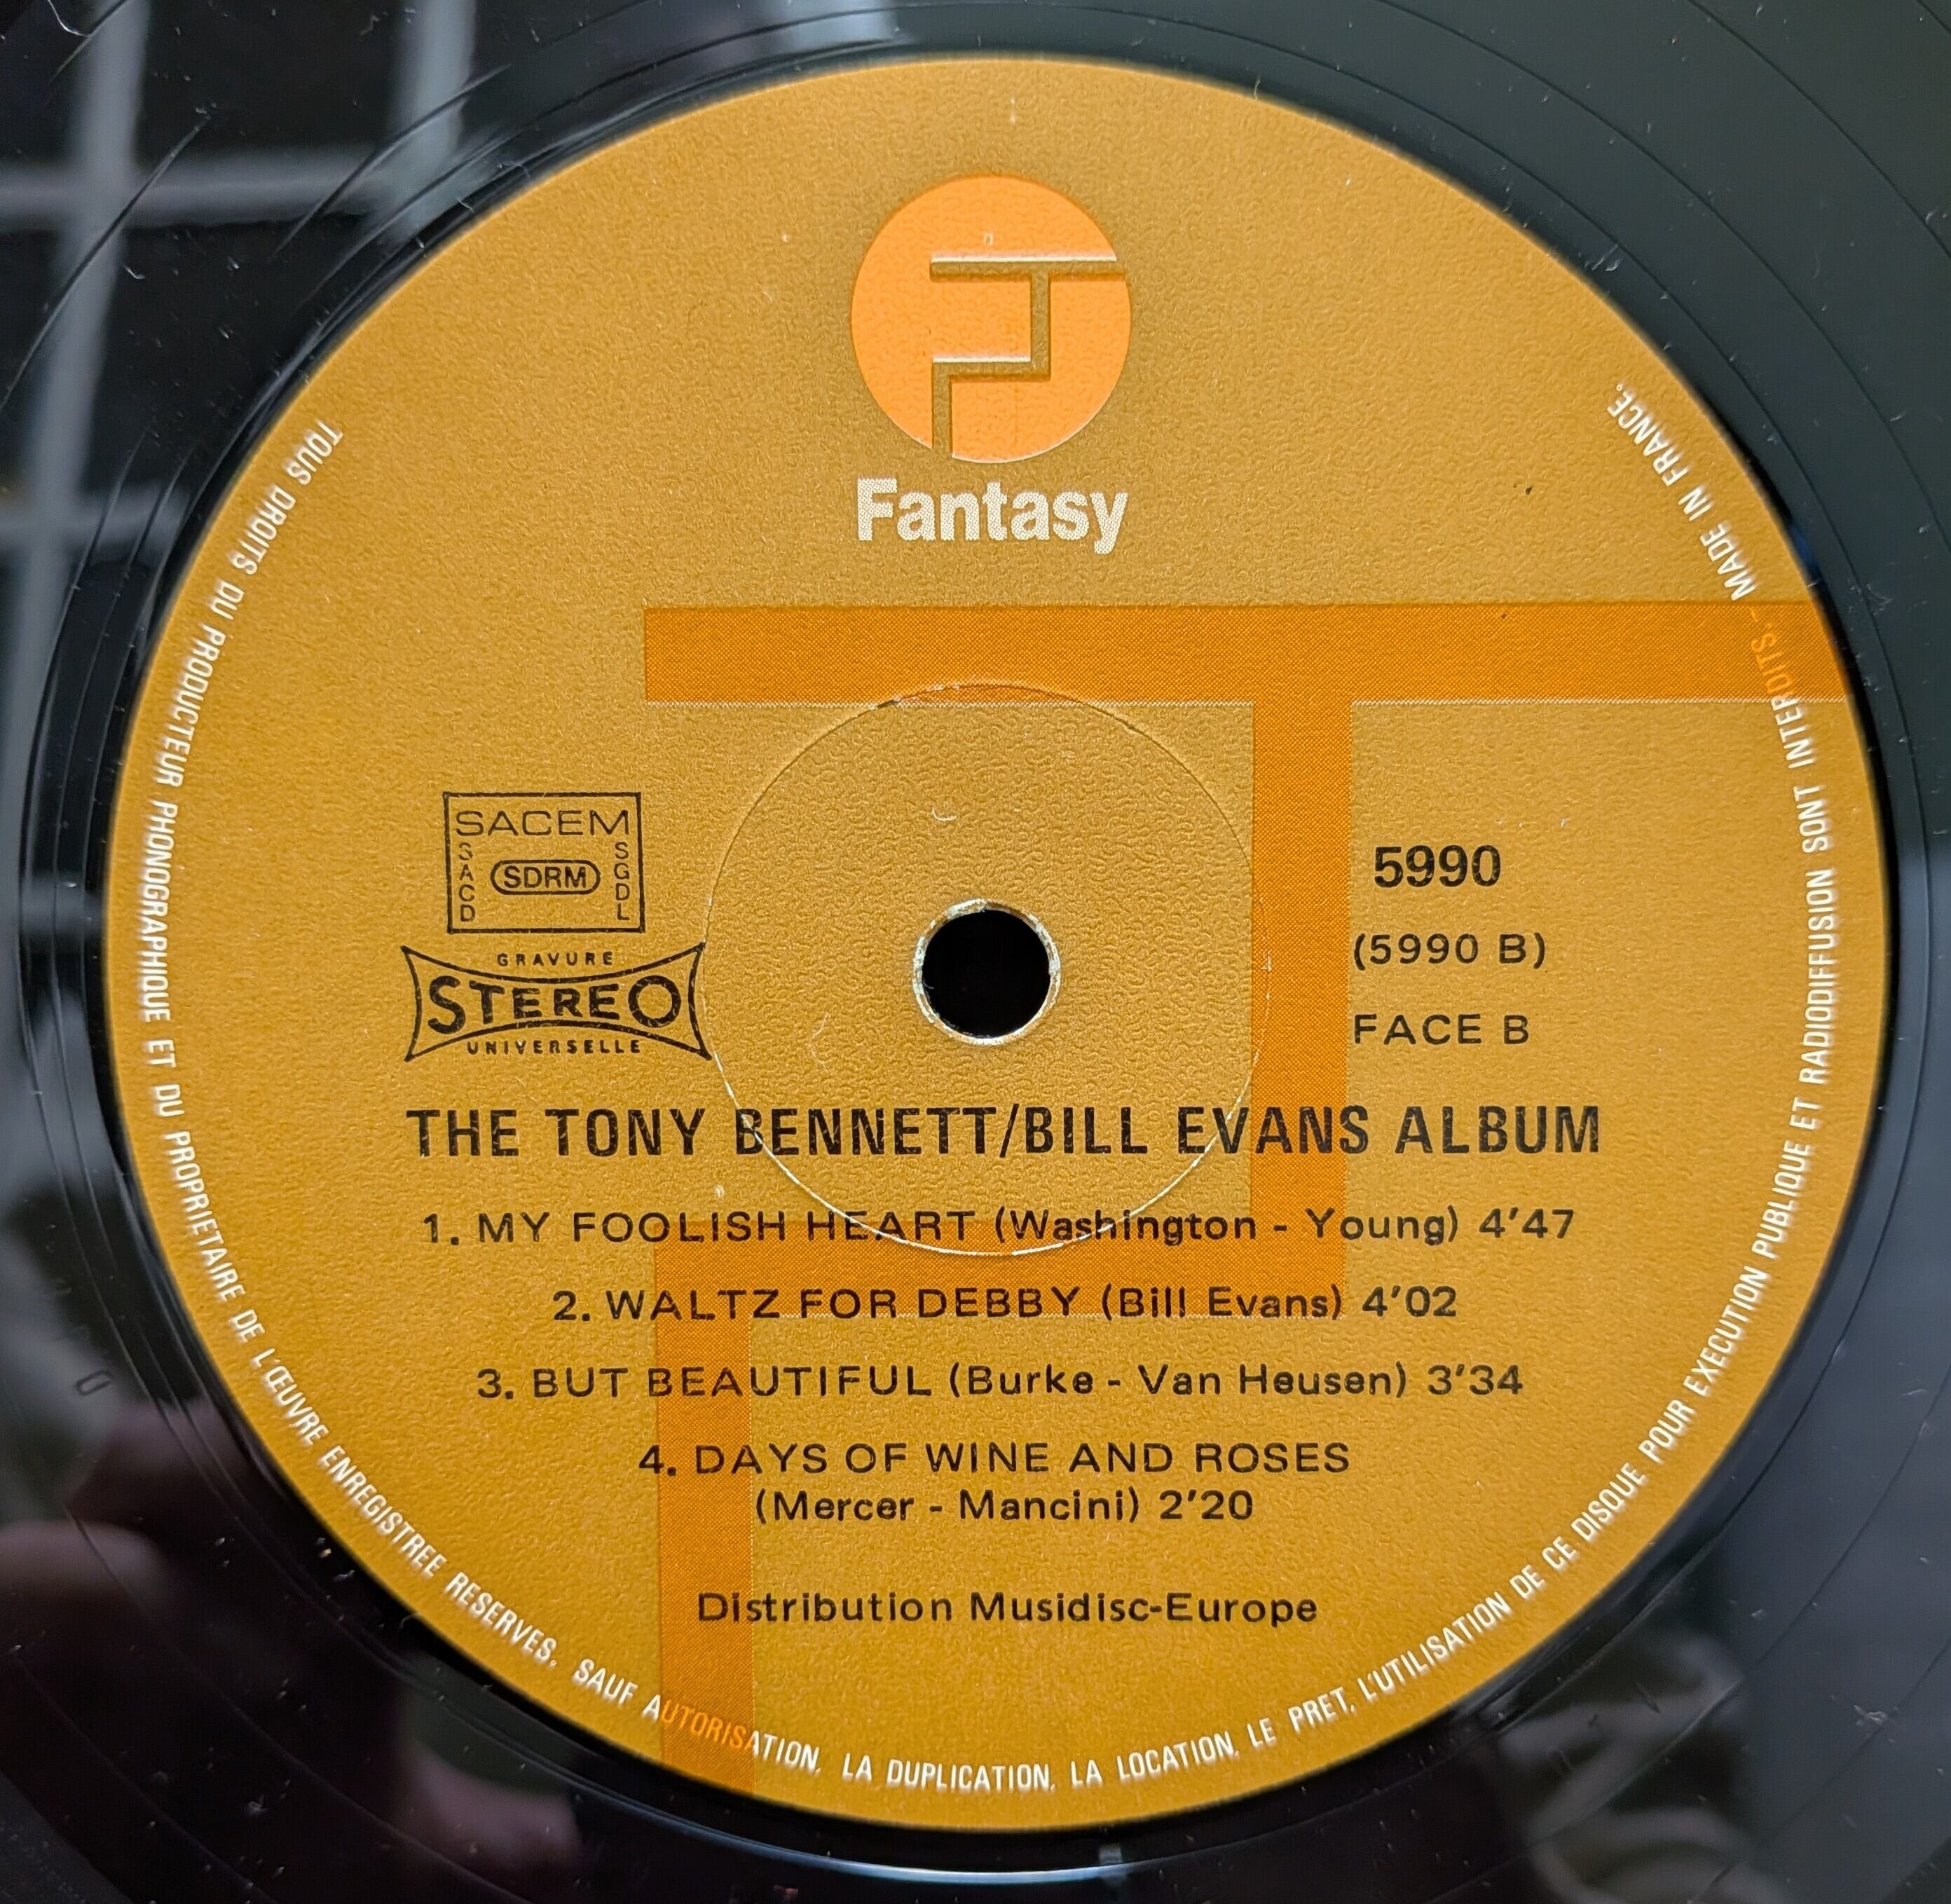 Fantasy
SACEM
SACD
SDRM
SGDL
GRAVURE
STEREO
UNIVERSELLE
5990
(5990 B)
FACE B
THE TONY BENNETT/BILL EVANS ALBUM
1. MY FOOLISH HEART (Washington - Young) 4'47
2. WALTZ FOR DEBBY (Bill Evans) 4'02
3. BUT BEAUTIFUL (Burke - Van Heusen) 3'34
4. DAYS OF WINE AND ROSES
(Mercer - Mancini) 2'20
Distribution Musidisc-Europe
TOUS DROITS DU PRODUCTEUR PHONOGRAPHIQUE ET DU PROPRIETAIRE DE L'ŒUVRE ENREGISTREE RESERVES. SAUF AUTORISATION, LA DUPLICATION, LA LOCATION, LE PRET, L'UTILISATION DE CE DISQUE POUR EXECUTION PUBLIQUE ET RADIODIFFUSION SONT INTERDITS. – MADE IN FRANCE.